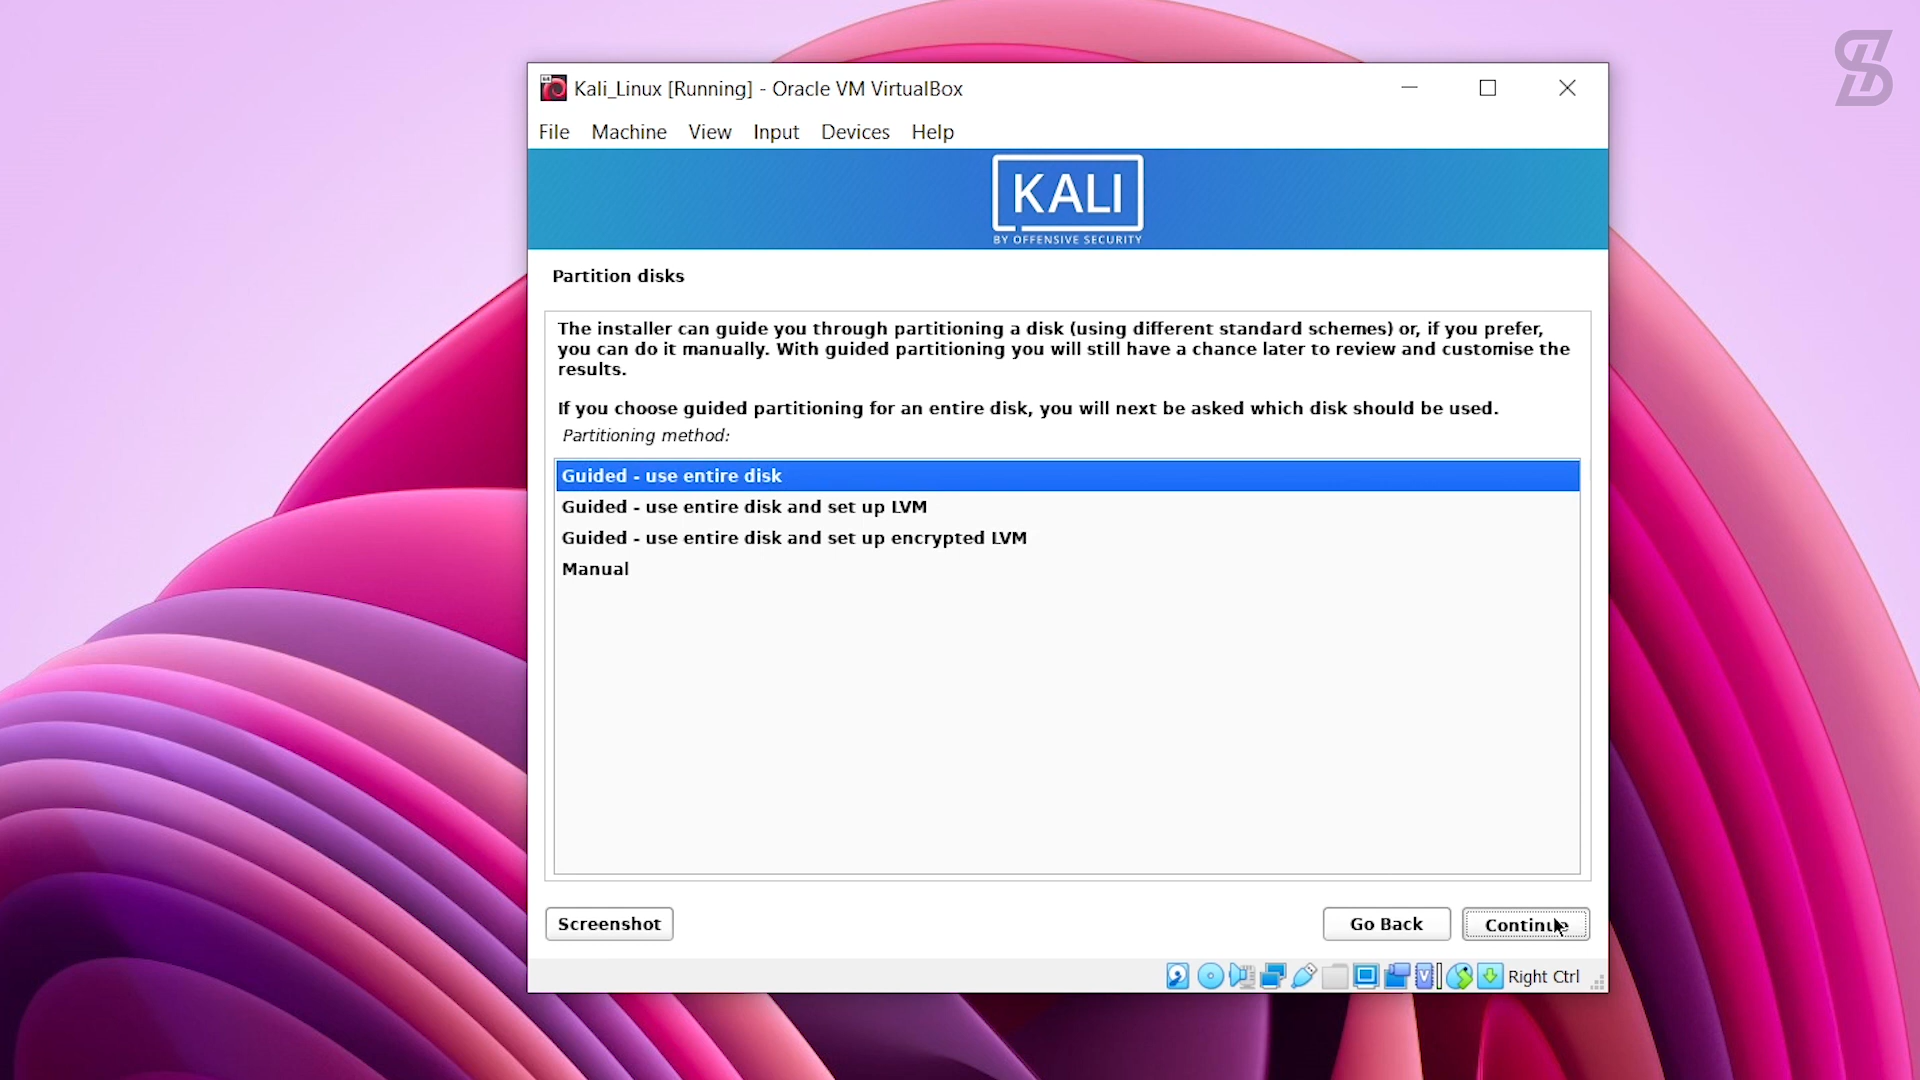 Kali_Linux [Running] - Oracle VM VirtualBox
File Machine View Input Devices Help
KALI
BY OFFENSIVE SECURITY
Partition disks
The installer can guide you through partitioning a disk (using different standard schemes) or, if you prefer,
you can do it manually. With guided partitioning you will still have a chance later to review and customise the
results.
If you choose guided partitioning for an entire disk, you will next be asked which disk should be used.
Partitioning method:
Guided - use entire disk
Guided - use entire disk and set up LVM
Guided - use entire disk and set up encrypted LVM
Manual
Screenshot
Go Back
Continue
Right Ctrl